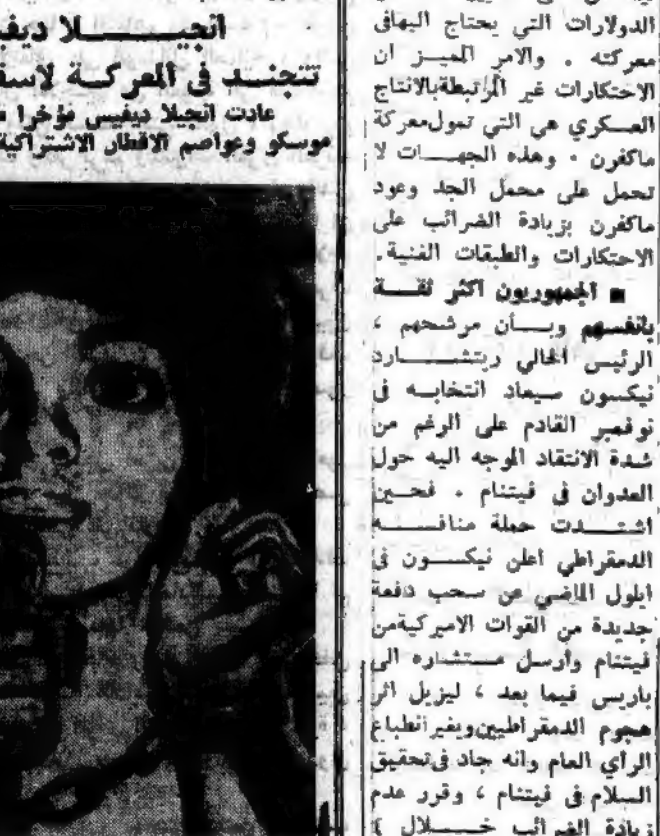 الدولارات التي يحتاج اليها في
معركته . والامر المميز ان
الاحتكارات غير المرتبطة بالانتاج
العسكري هي التي تمول معركة
ماكفرن . وهذه الجهات لا
تحمل على محمل الجد وعود
ماكفرن بزيادة الضرائب على
الاحتكارات والطبقات الغنية .
■ الجمهوريون اكثر ثقة
بانفسهم وبأن مرشحهم ،
الرئيس الحالي ريتشارد
نيكسون سيعاد انتخابه في
نوفمبر القادم على الرغم من
شدة الانتقاد الموجه اليه حول
العدوان في فيتنام . فحين
اشتدت حملة منافسه
الدمقراطي اعلن نيكسون في
ايلول الماضي عن سحب دفعة
جديدة من القوات الاميركية من
فيتنام وارسل مستشاره الى
باريس فيما بعد ، ليزيل اثر
هجوم الدمقراطيين ويغير انطباع
الرأي العام وانه جاد في تحقيق
السلام في فيتنام ، وقرر عدم
زيادة الضرائب خلال
انجيلا ديفي
تتجند في المعركة لاسق
عادت انجيلا ديفيس مؤخرا
موسكو وعواصم الاقطار الاشتراكية